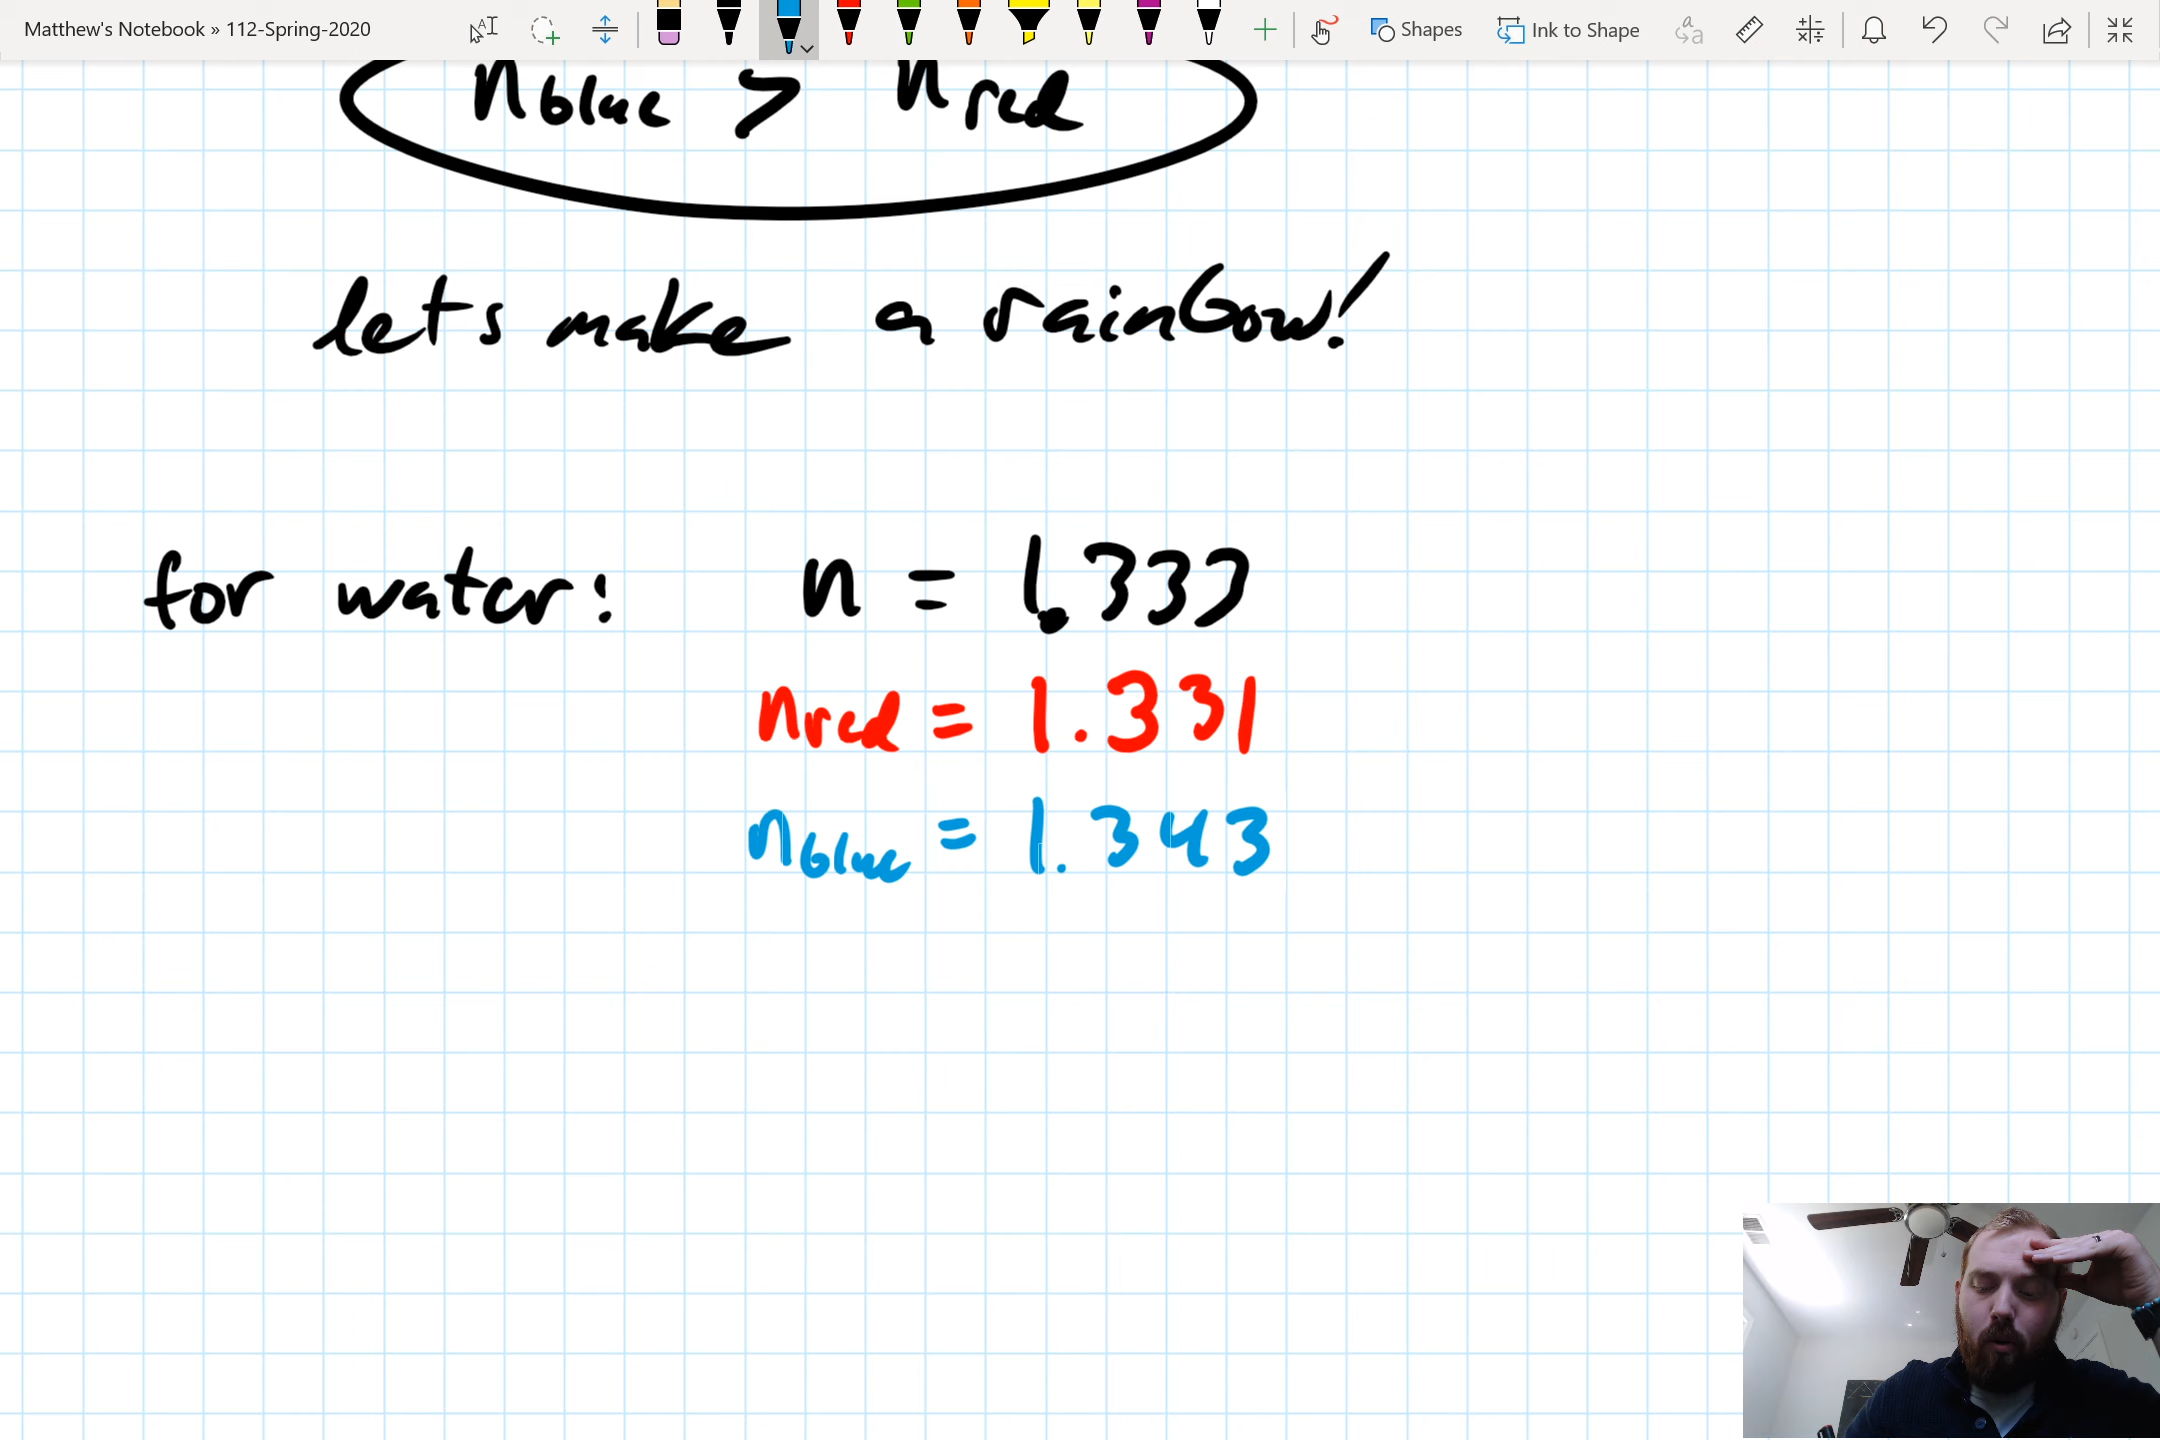 Matthew's Notebook » 112-Spring-2020
Shapes
Ink to Shape
nblue > nred
lets make a rainbow!
for water: n = 1.333
nred = 1.331
nblue = 1.343